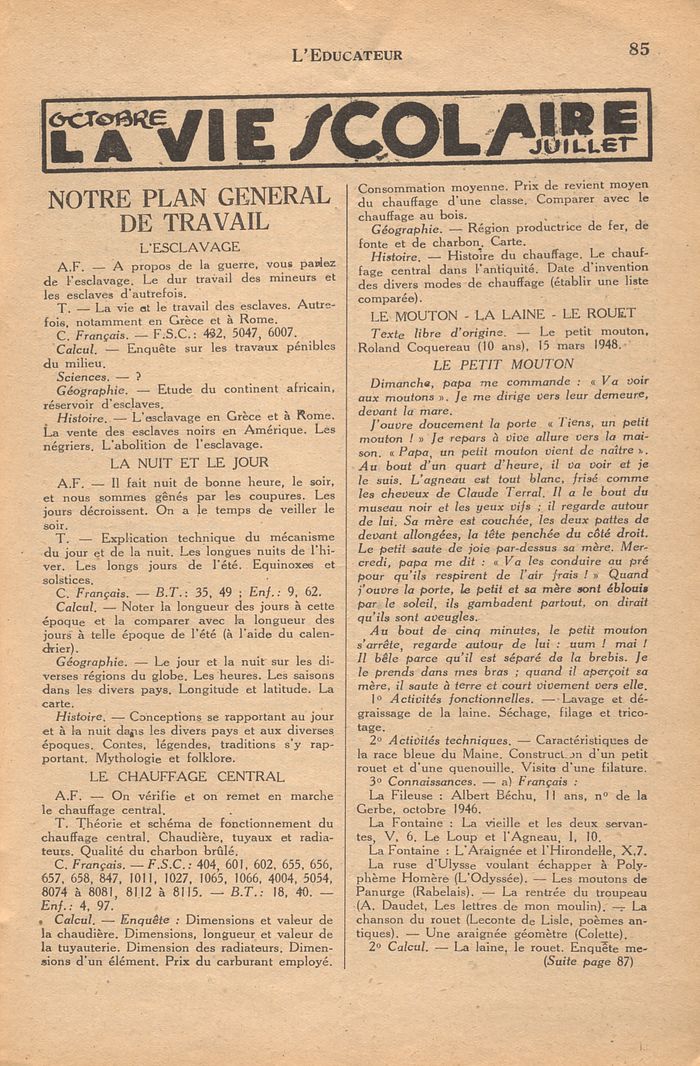 L'EDUCATEUR
85
OCTOBRE
LA VIE SCOLAIRE
JUILLET
NOTRE PLAN GENERAL
DE TRAVAIL
L'ESCLAVAGE
A.F. — A propos de la guerre, vous parlez
de l'esclavage. Le dur travail des mineurs et
les esclaves d'autrefois.
T. — La vie et le travail des esclaves. Autre-
fois, notamment en Grèce et à Rome.
C. Français. — F.S.C. : 492, 5047, 6007.
Calcul. — Enquête sur les travaux pénibles
du milieu.
Sciences. — ?
Géographie. — Etude du continent africain,
réservoir d'esclaves.
Histoire. — L'esclavage en Grèce et à Rome.
La vente des esclaves noirs en Amérique. Les
négriers. L'abolition de l'esclavage.
LA NUIT ET LE JOUR
A.F. — Il fait nuit de bonne heure, le soir,
et nous sommes gênés par les coupures. Les
jours décroissent. On a le temps de veiller le
soir.
T. — Explication technique du mécanisme
du jour et de la nuit. Les longues nuits de l'hi-
ver. Les longs jours de l'été. Equinoxes et
solstices.
C. Français. — B.T. : 35, 49 ; Enf. : 9, 62.
Calcul. — Noter la longueur des jours à cette
époque et la comparer avec la longueur des
jours à telle époque de l'été (à l'aide du calen-
drier).
Géographie. — Le jour et la nuit sur les di-
verses régions du globe. Les heures. Les saisons
dans les divers pays. Longitude et latitude. La
carte.
Histoire. — Conceptions se rapportant au jour
et à la nuit dans les divers pays et aux diverses
époques. Contes, légendes, traditions s'y rap-
portant. Mythologie et folklore.
LE CHAUFFAGE CENTRAL
A.F. — On vérifie et on remet en marche
le chauffage central.
T. Théorie et schéma de fonctionnement du
chauffage central. Chaudière, tuyaux et radia-
teurs. Qualité du charbon brûlé.
C. Français. — F.S.C. : 404, 601, 602, 655, 656,
657, 658, 847, 1011, 1027, 1065, 1066, 4004, 5054,
8074 à 8081, 8112 à 8115. — B.T. : 18, 40. —
Enf. : 4, 97.
Calcul. — Enquête : Dimensions et valeur de
la chaudière. Dimensions, longueur et valeur de
la tuyauterie. Dimension des radiateurs. Dimen-
sions d'un élément. Prix du carburant employé.
Consommation moyenne. Prix de revient moyen
du chauffage d'une classe. Comparer avec le
chauffage au bois.
Géographie. — Région productrice de fer, de
fonte et de charbon. Carte.
Histoire. — Histoire du chauffage. Le chauf-
fage central dans l'antiquité. Date d'invention
des divers modes de chauffage (établir une liste
comparée).
LE MOUTON - LA LAINE - LE ROUET
Texte libre d'origine. — Le petit mouton,
Roland Coquereau (10 ans), 15 mars 1948.
LE PETIT MOUTON
Dimanche, papa me commande : « Va voir
aux moutons ». Je me dirige vers leur demeure,
devant la mare.
J'ouvre doucement la porte « Tiens, un petit
mouton ! » Je repars à vive allure vers la mai-
son. « Papa, un petit mouton vient de naître ».
Au bout d'un quart d'heure, il va voir et je
le suis. L'agneau est tout blanc, frisé comme
les cheveux de Claude Terral. Il a le bout du
museau noir et les yeux vifs ; il regarde autour
de lui. Sa mère est couchée, les deux pattes de
devant allongées, la tête penchée du côté droit.
Le petit saute de joie par-dessus sa mère. Mer-
credi, papa me dit : « Va les conduire au pré
pour qu'ils respirent de l'air frais ! » Quand
j'ouvre la porte, le petit et sa mère sont éblouis
par le soleil, ils gambadent partout, on dirait
qu'ils sont aveugles.
Au bout de cinq minutes, le petit mouton
s'arrête, regarde autour de lui : uum ! mai !
Il bêle parce qu'il est séparé de la brebis. Je
le prends dans mes bras ; quand il aperçoit sa
mère, il saute à terre et court vivement vers elle.
1º Activités fonctionnelles. — Lavage et dé-
graissage de la laine. Séchage, filage et trico-
tage.
2º Activités techniques. — Caractéristiques de
la race bleue du Maine. Construction d'un petit
rouet et d'une quenouille. Visite d'une filature.
3º Connaissances. — a) Français :
La Fileuse : Albert Béchu, 11 ans, nº de la
Gerbe, octobre 1946.
La Fontaine : La vieille et les deux servan-
tes, V, 6. Le Loup et l'Agneau, I, 10.
La Fontaine : L'Araignée et l'Hirondelle, X.7.
La ruse d'Ulysse voulant échapper à Poly-
phème Homère (L'Odyssée). — Les moutons de
Panurge (Rabelais). — La rentrée du troupeau
(A. Daudet, Les lettres de mon moulin). — La
chanson du rouet (Leconte de Lisle, poèmes an-
tiques). — Une araignée géomètre (Colette).
2º Calcul. — La laine, le rouet. Enquête me-
(Suite page 87)